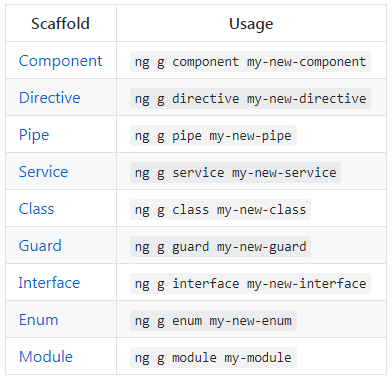 Scaffold Usage
Component ng g component my-new-component
Directive ng g directive my-new-directive
Pipe ng g pipe my-new-pipe
Service ng g service my-new-service
Class ng g class my-new-class
Guard ng g guard my-new-guard
Interface ng g interface my-new-interface
Enum ng g enum my-new-enum
Module ng g module my-module